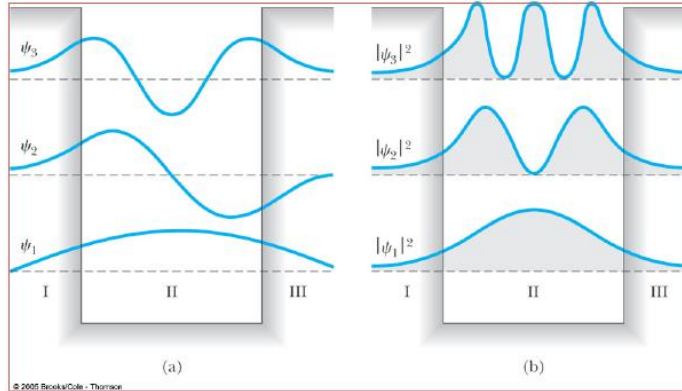 ψ3
ψ2
ψ1
I
II
III
(a)
|ψ3|²
|ψ2|²
|ψ1|²
I
II
III
(b)
© 2005 Brooks/Cole - Thomson